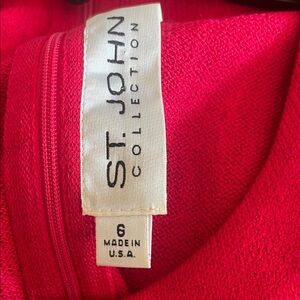 ST. JOHN
COLLECTION
6
MADE IN
U.S.A.